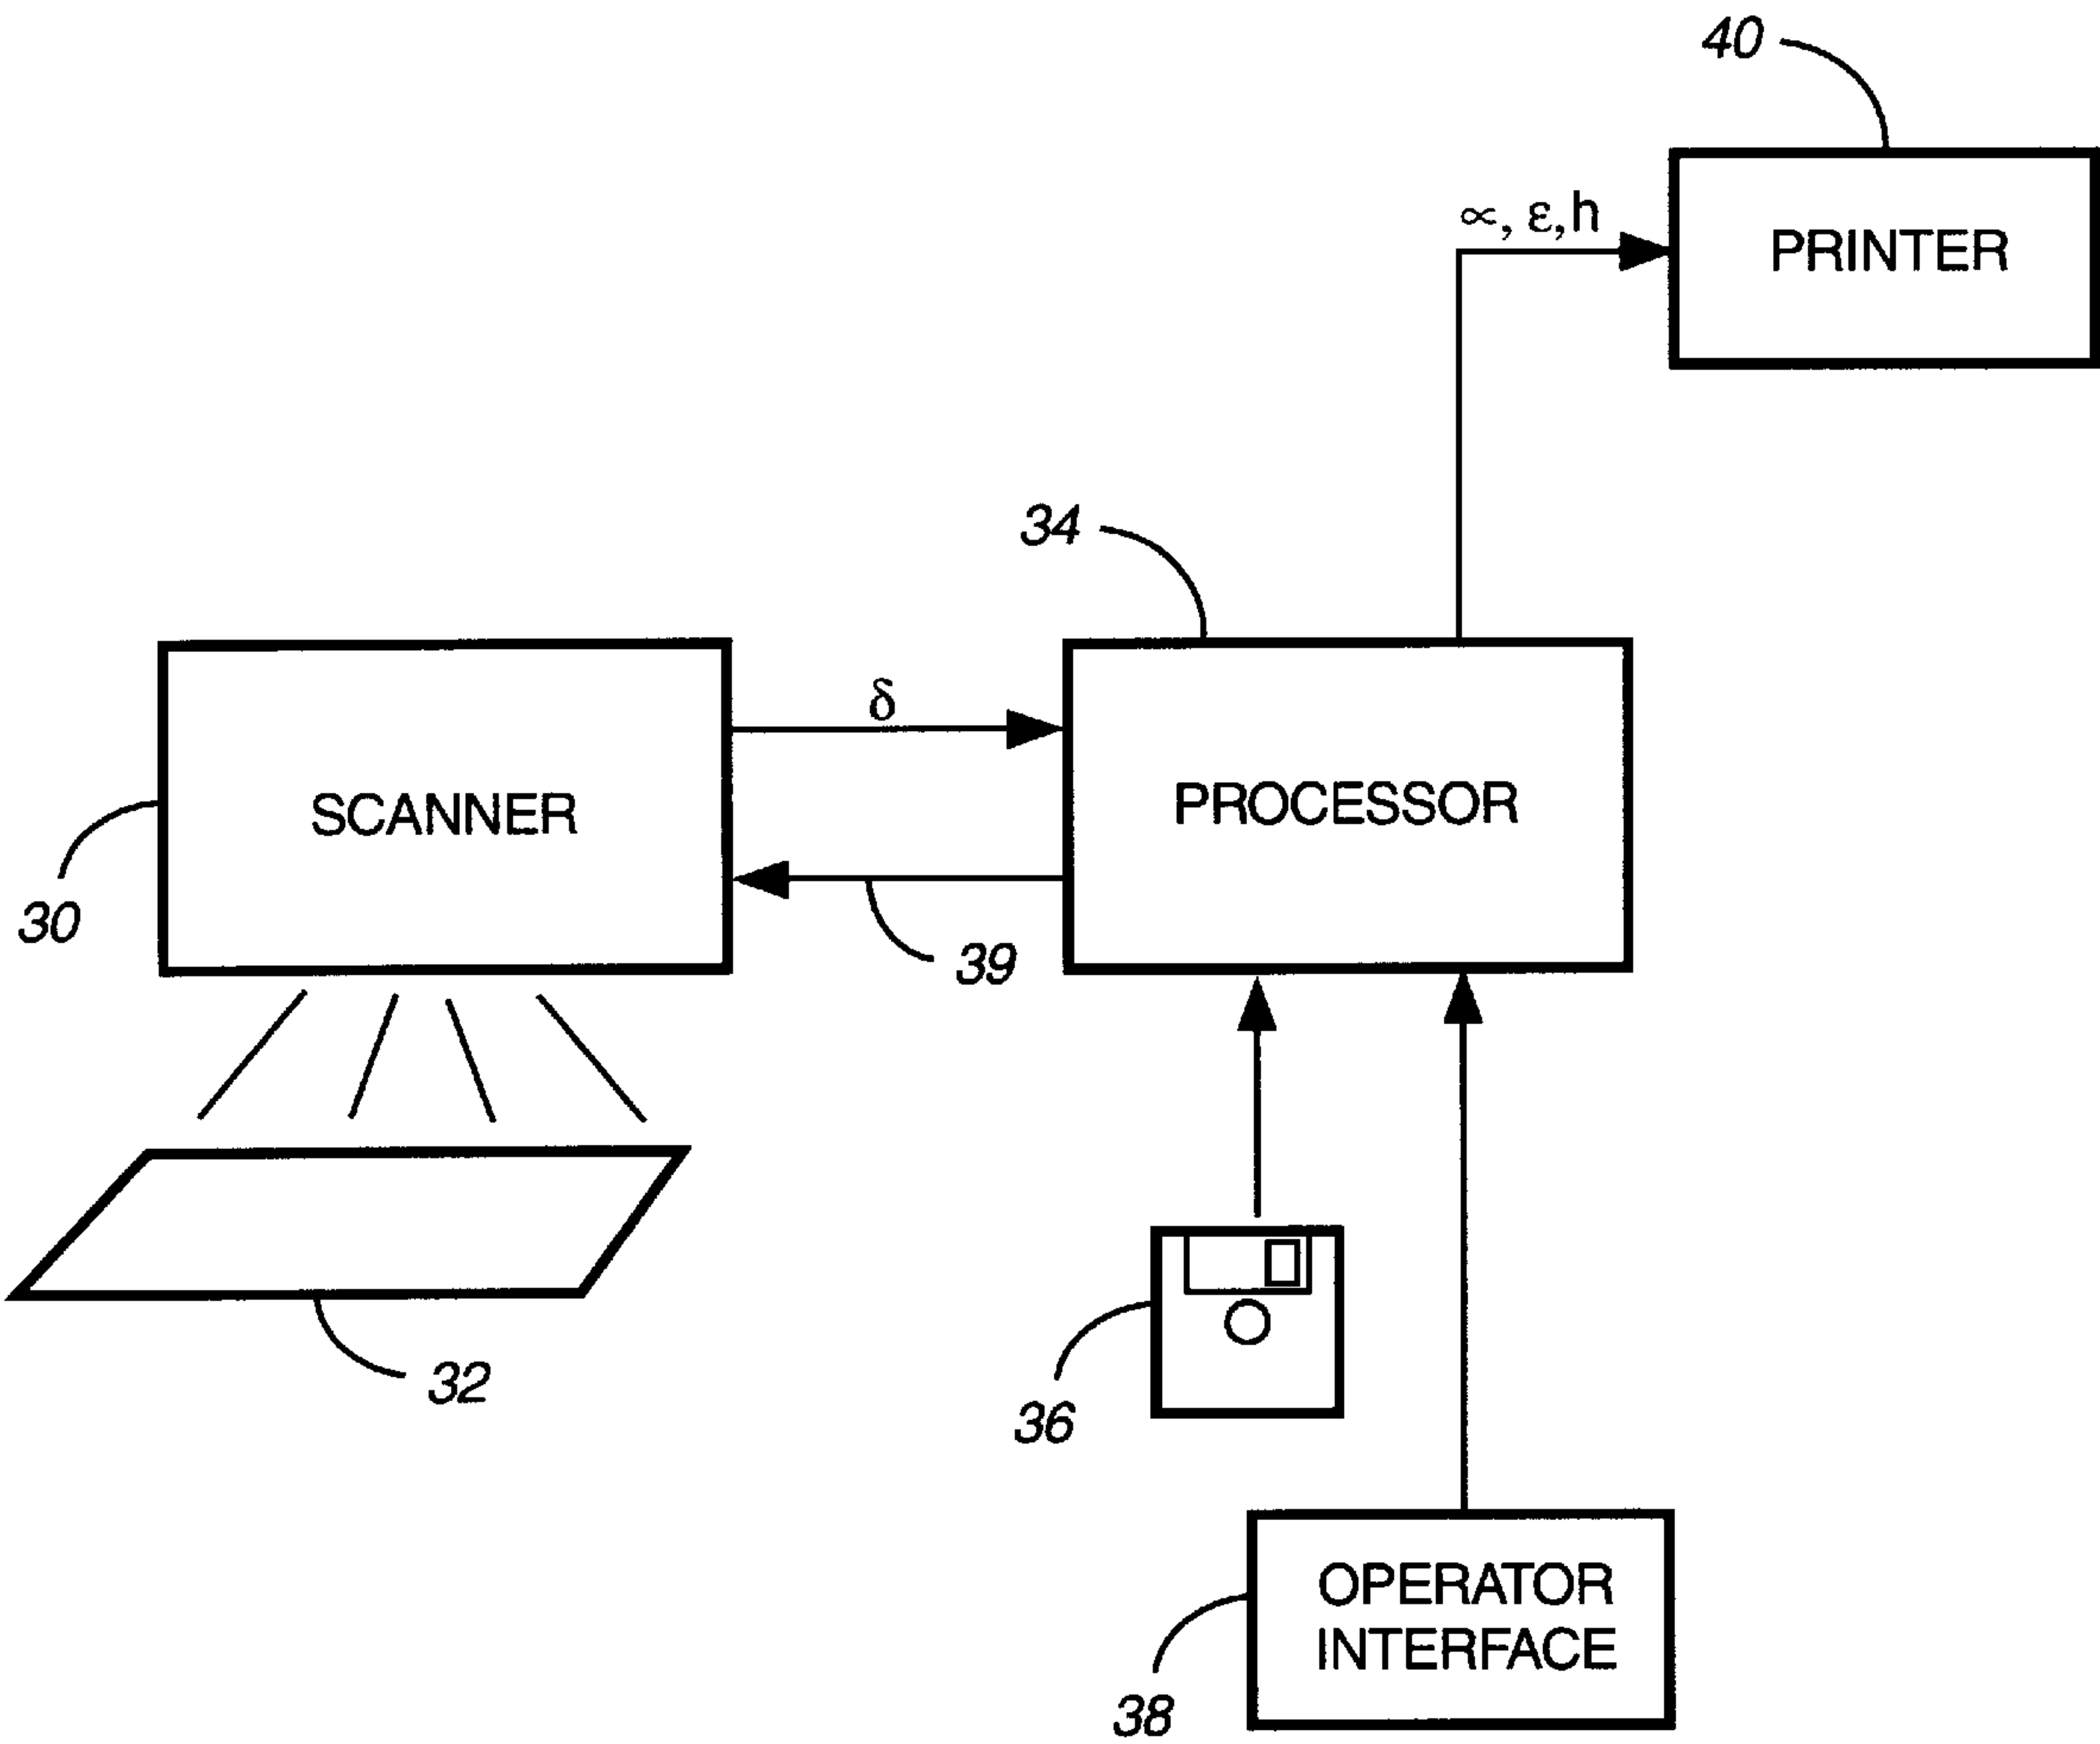 40
∝, ε,h
PRINTER
34
δ
SCANNER
PROCESSOR
30
39
32
36
OPERATOR
INTERFACE
38